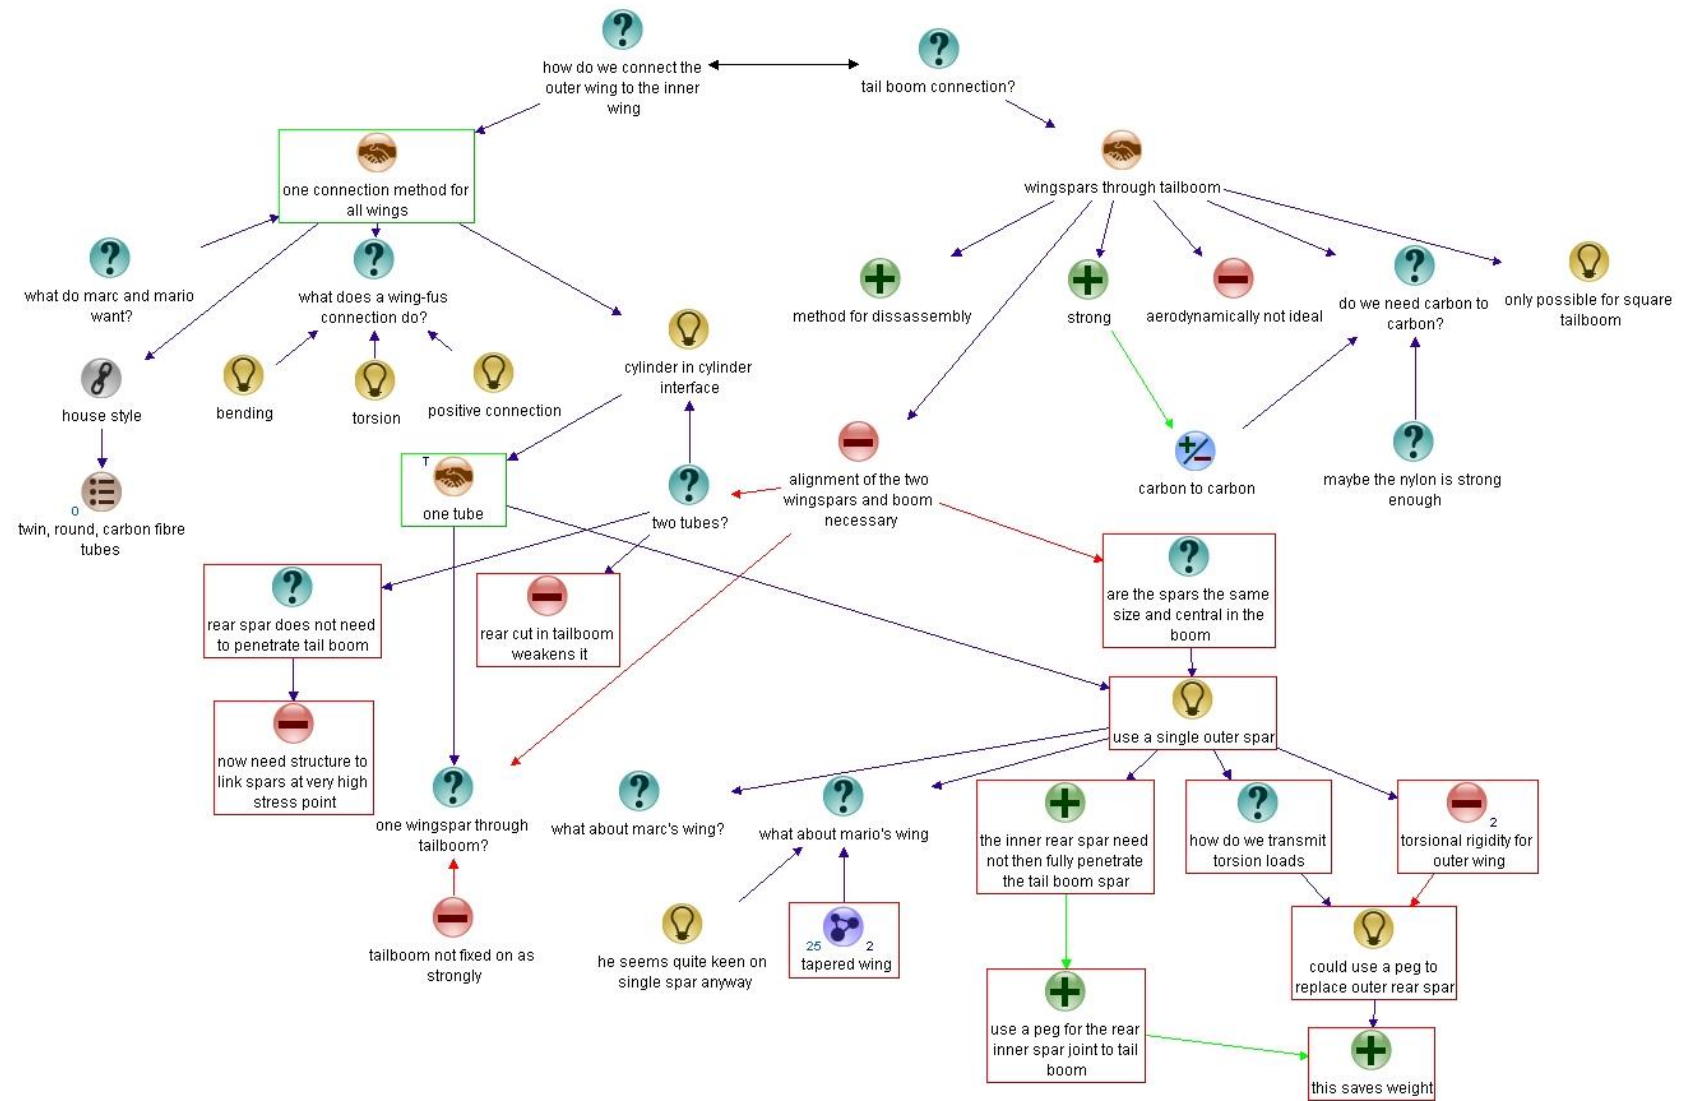 how do we connect the
outer wing to the inner
wing
tail boom connection?
one connection method for
all wings
wingspars through tailboom
what do marc and mario
want?
what does a wing-fus
connection do?
cylinder in cylinder
interface
method for dissassembly
strong
aerodynamically not ideal
do we need carbon to
carbon?
only possible for square
tailboom
house style
bending
torsion
positive connection
T
one tube
two tubes?
alignment of the two
wingspars and boom
necessary
carbon to carbon
maybe the nylon is strong
enough
0
twin, round, carbon fibre
tubes
rear spar does not need
to penetrate tail boom
rear cut in tailboom
weakens it
are the spars the same
size and central in the
boom
now need structure to
link spars at very high
stress point
use a single outer spar
one wingspar through
tailboom?
what about marc's wing?
what about mario's wing
the inner rear spar need
not then fully penetrate
the tail boom spar
how do we transmit
torsion loads
2
torsional rigidity for
outer wing
tailboom not fixed on as
strongly
he seems quite keen on
single spar anyway
25 2
tapered wing
could use a peg to
replace outer rear spar
use a peg for the rear
inner spar joint to tail
boom
this saves weight